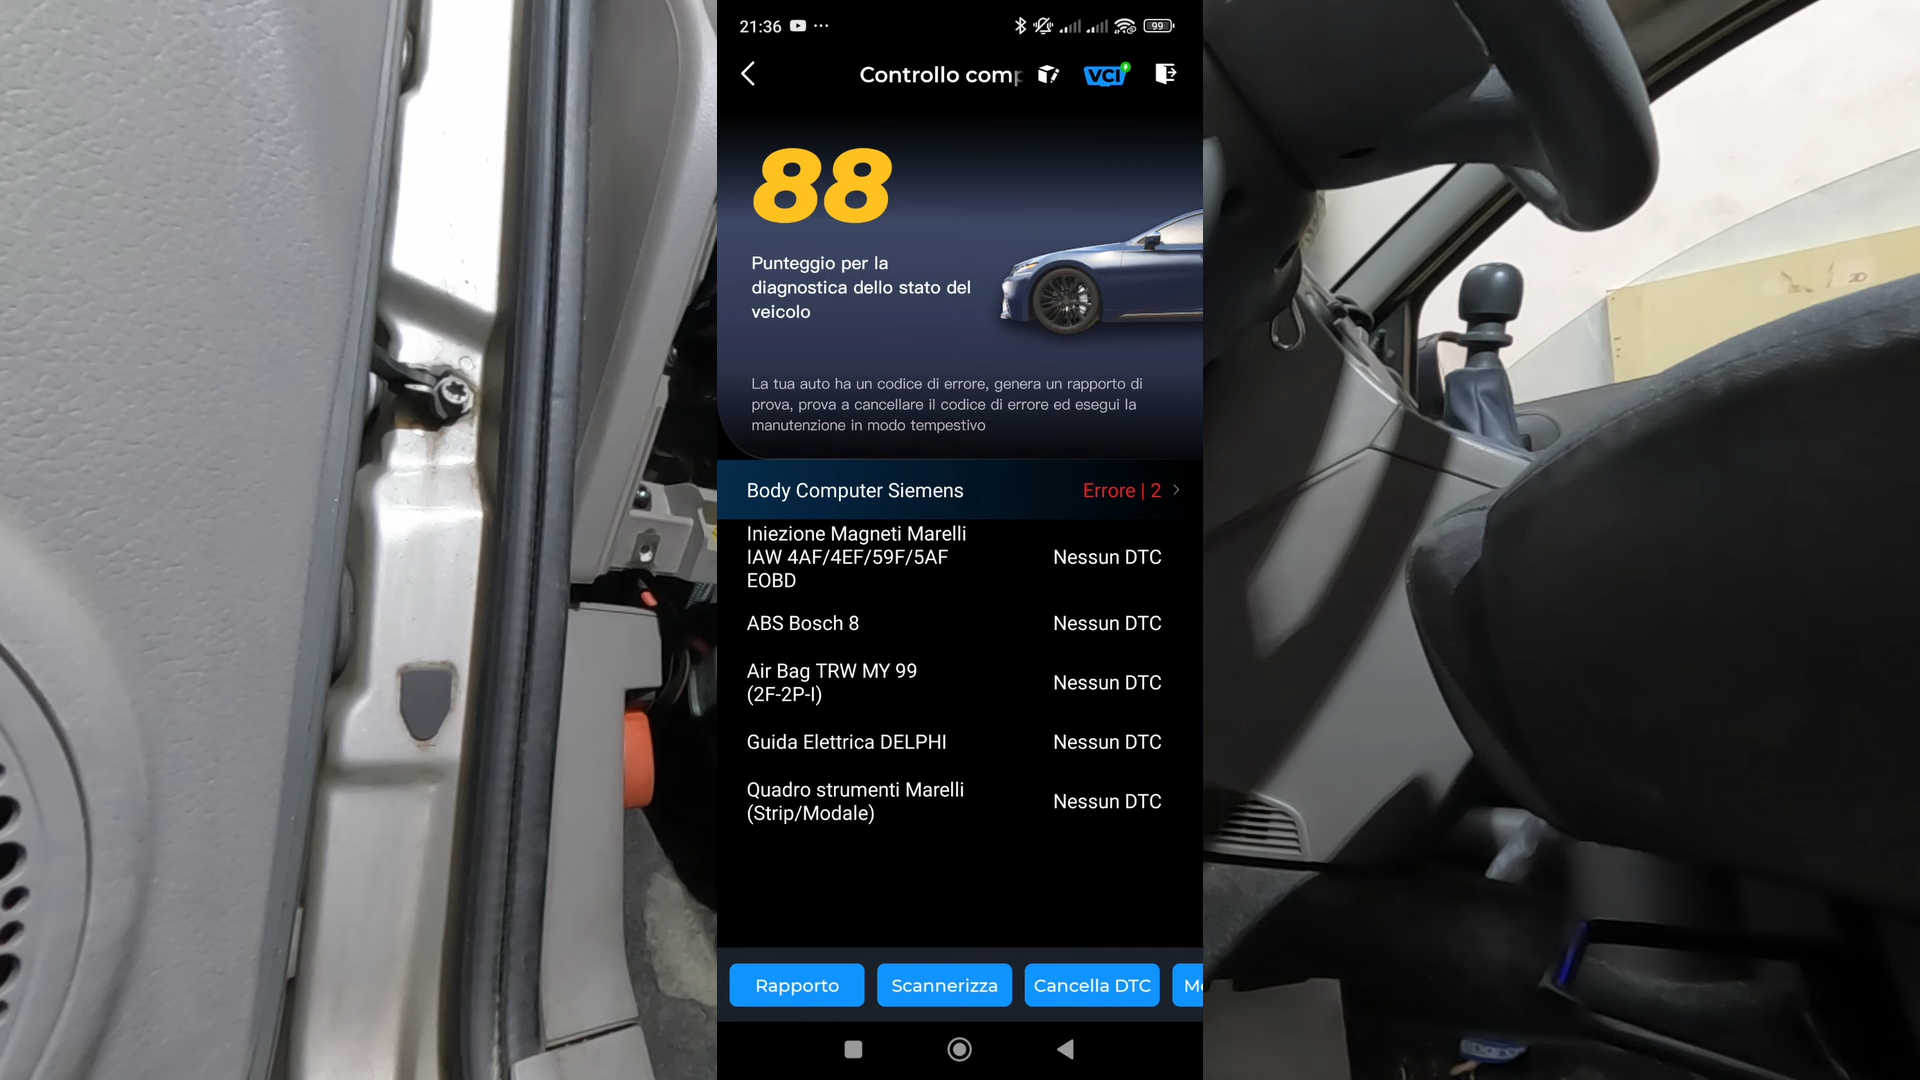 21:36
99
Controllo comp
VCI
88
Punteggio per la
diagnostica dello stato del
veicolo
La tua auto ha un codice di errore, genera un rapporto di
prova, prova a cancellare il codice di errore ed esegui la
manutenzione in modo tempestivo
Body Computer Siemens
Errore | 2
Iniezione Magneti Marelli
IAW 4AF/4EF/59F/5AF
EOBD
Nessun DTC
ABS Bosch 8
Nessun DTC
Air Bag TRW MY 99
(2F-2P-I)
Nessun DTC
Guida Elettrica DELPHI
Nessun DTC
Quadro strumenti Marelli
(Strip/Modale)
Nessun DTC
Rapporto
Scannerizza
Cancella DTC